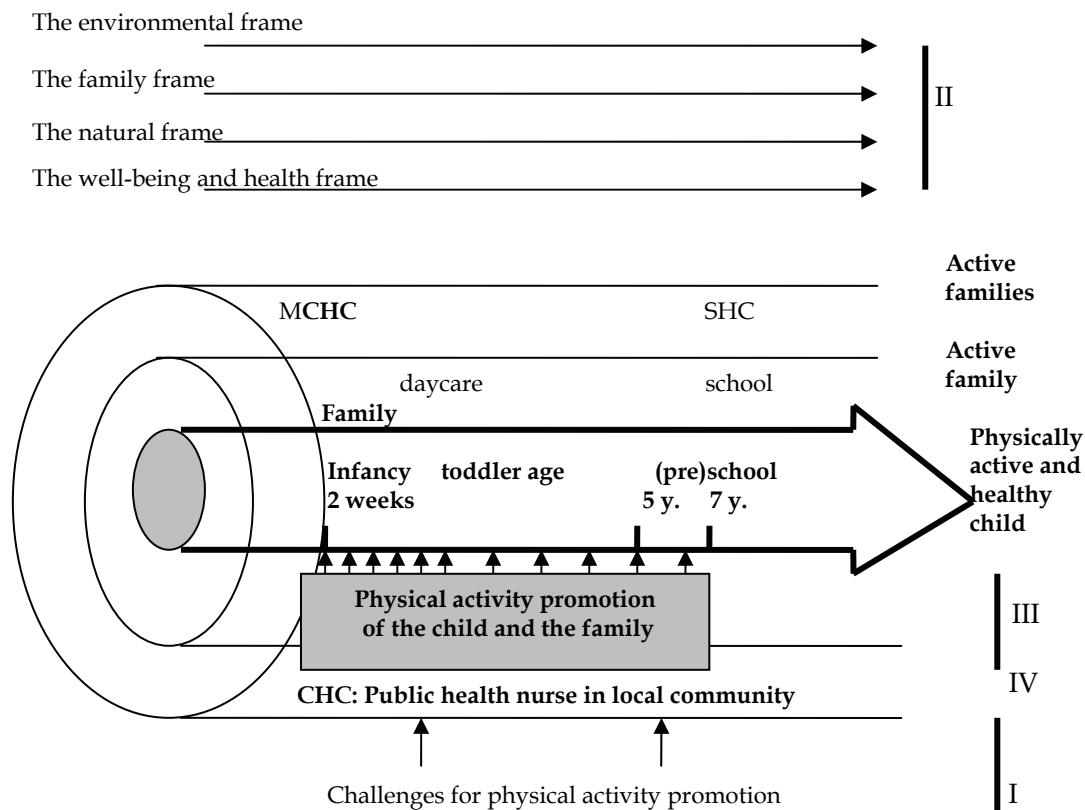 The environmental frame
The family frame
II
The natural frame
The well-being and health frame
Active
families
MCHC
SHC
Active
family
daycare
school
Family
Physically
active and
healthy
child
Infancy
toddler age
(pre)school
2 weeks
5 y.
7 y.
Physical activity promotion
of the child and the family
III
IV
CHC: Public health nurse in local community
Challenges for physical activity promotion
I